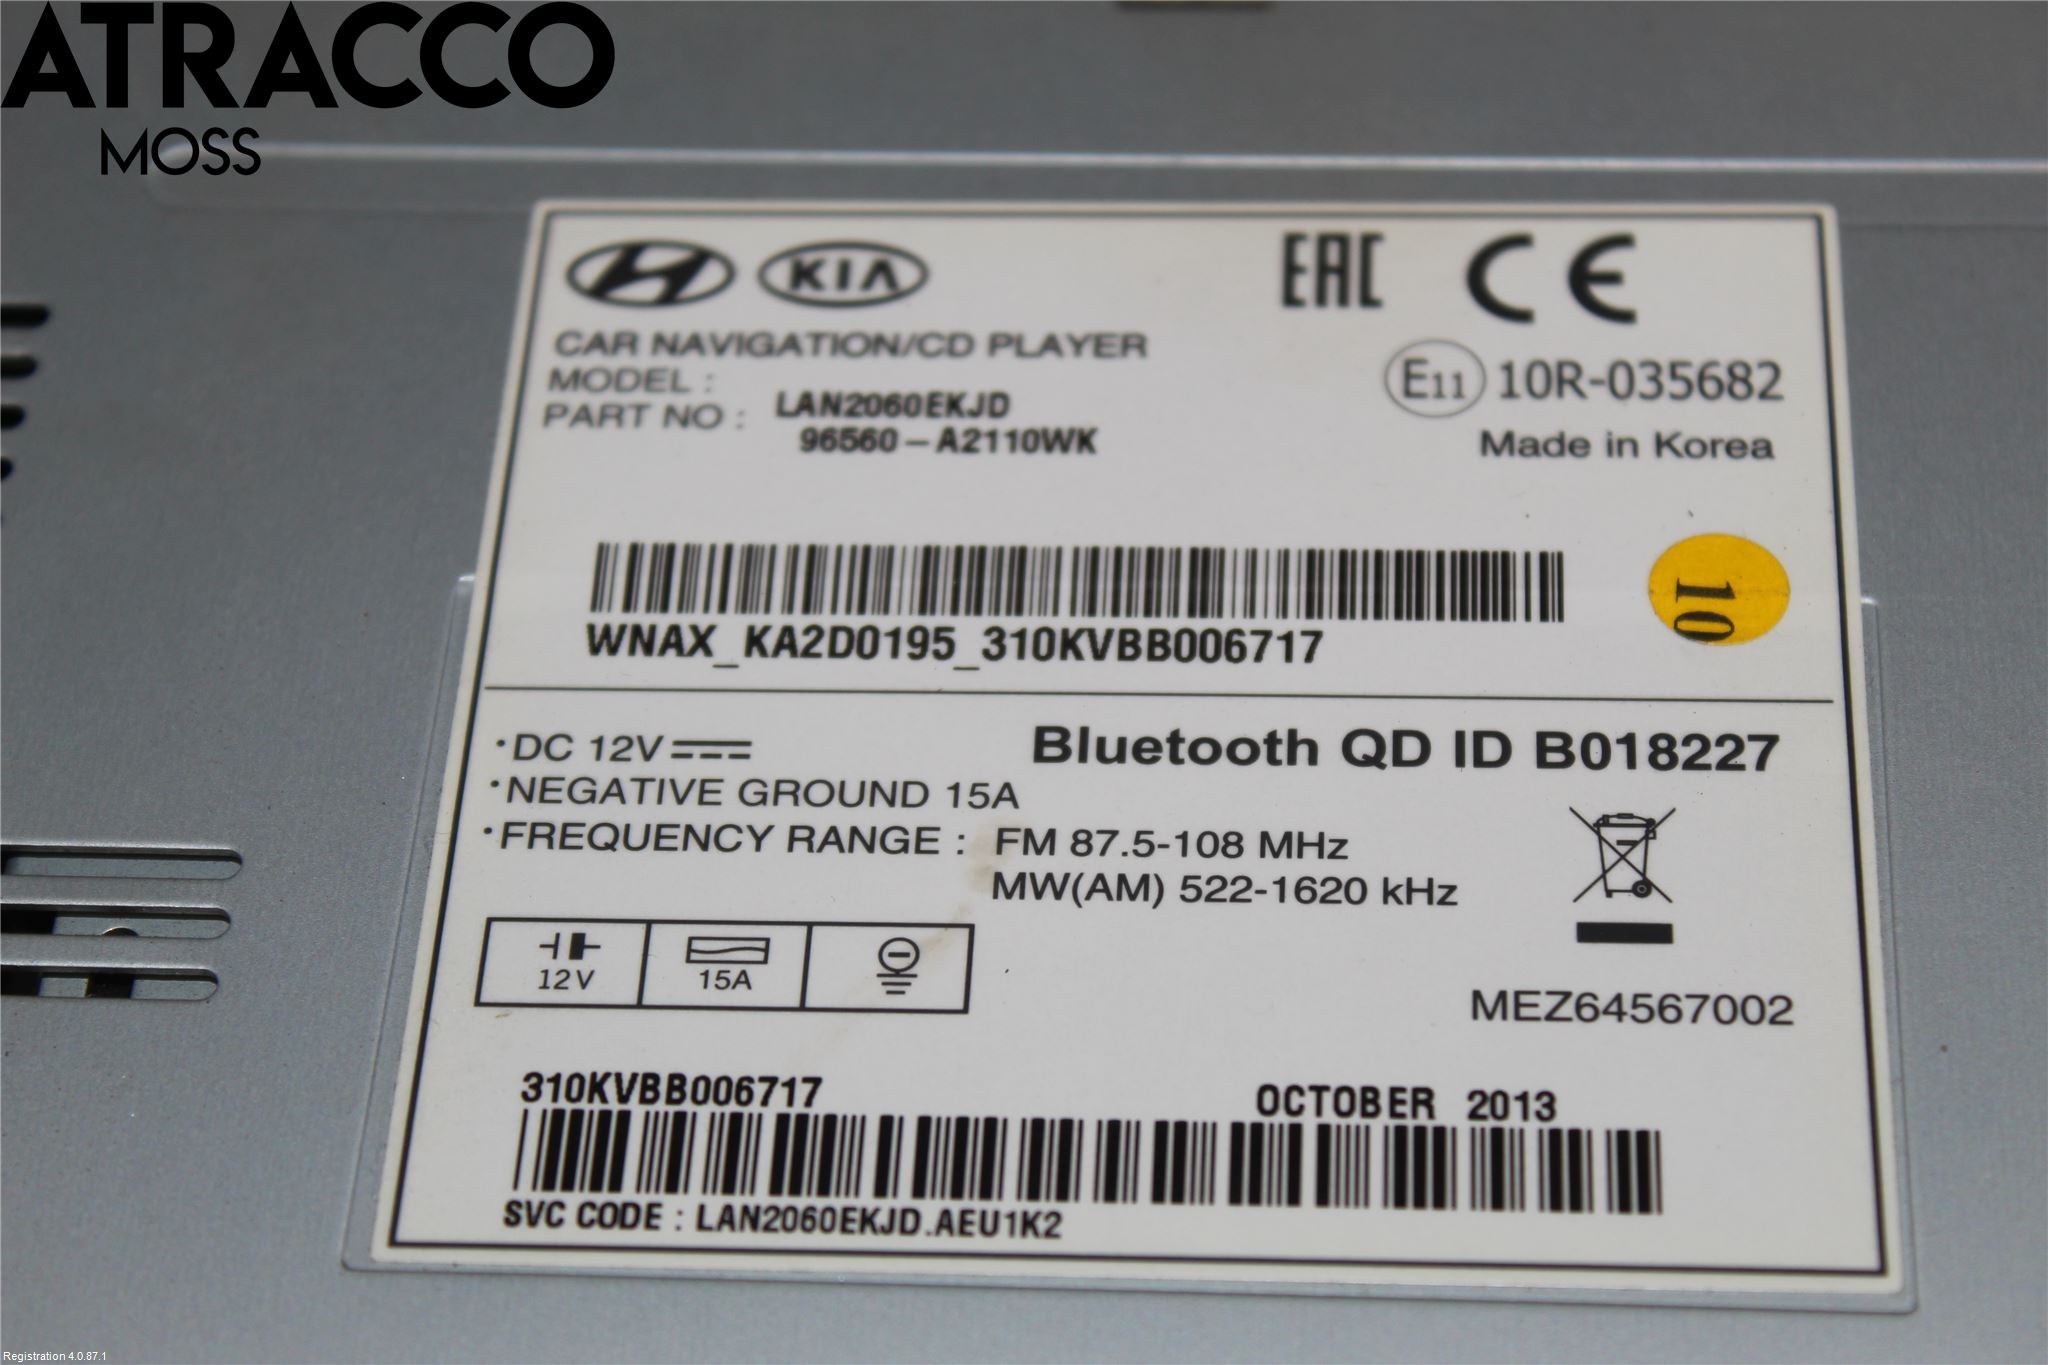 ATRACCO
MOSS
KIA
EAC CE
CAR NAVIGATION/CD PLAYER
MODEL : LAN2060EKJD
PART NO : 96560-A2110WK
E11 10R-035682
Made in Korea
10
WNAX_KA2D0195_310KVBB006717
·DC 12V
Bluetooth QD ID B018227
·NEGATIVE GROUND 15A
·FREQUENCY RANGE : FM 87.5-108 MHz
MW(AM) 522-1620 kHz
12V
15A
MEZ64567002
310KVBB006717
OCTOBER 2013
SVC CODE : LAN2060EKJD.AEU1K2
Registration 4.0.87.1